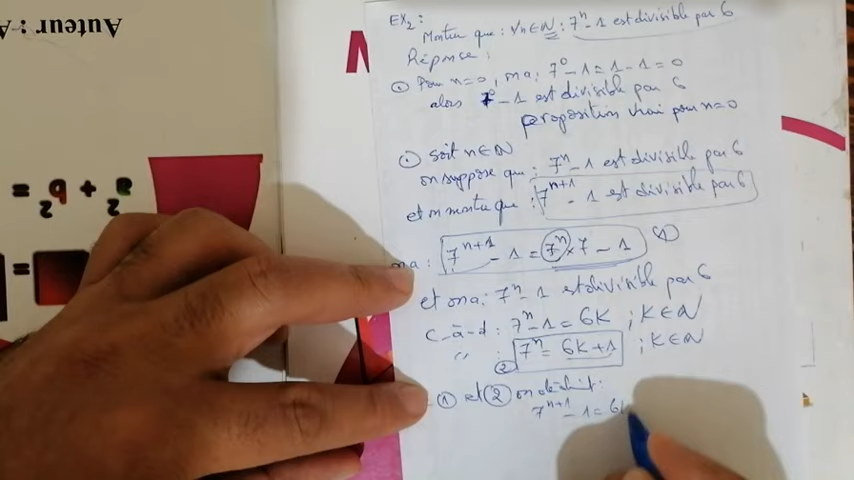 Auteur : A
a² + b² =
=
Ex2 :
Montrer que : ∀n∈ℕ : 7ⁿ - 1 est divisible par 6
Réponse :
• Pour n=0, on a : 7⁰ - 1 = 1 - 1 = 0
alors 7⁰ - 1 est divisible par 6
proposition vrai pour n=0
• Soit n∈ℕ
on suppose que : 7ⁿ - 1 est divisible par 6
et on montre que : 7ⁿ⁺¹ - 1 est divisible par 6
on a : 7ⁿ⁺¹ - 1 = 7ⁿ × 7 - 1 ①
et on a : 7ⁿ - 1 est divisible par 6
c-à-d : 7ⁿ - 1 = 6K ; K∈ℕ
" : 7ⁿ = 6K + 1 ; K∈ℕ
②
① et ② on déduit :
7ⁿ⁺¹ - 1 = 6